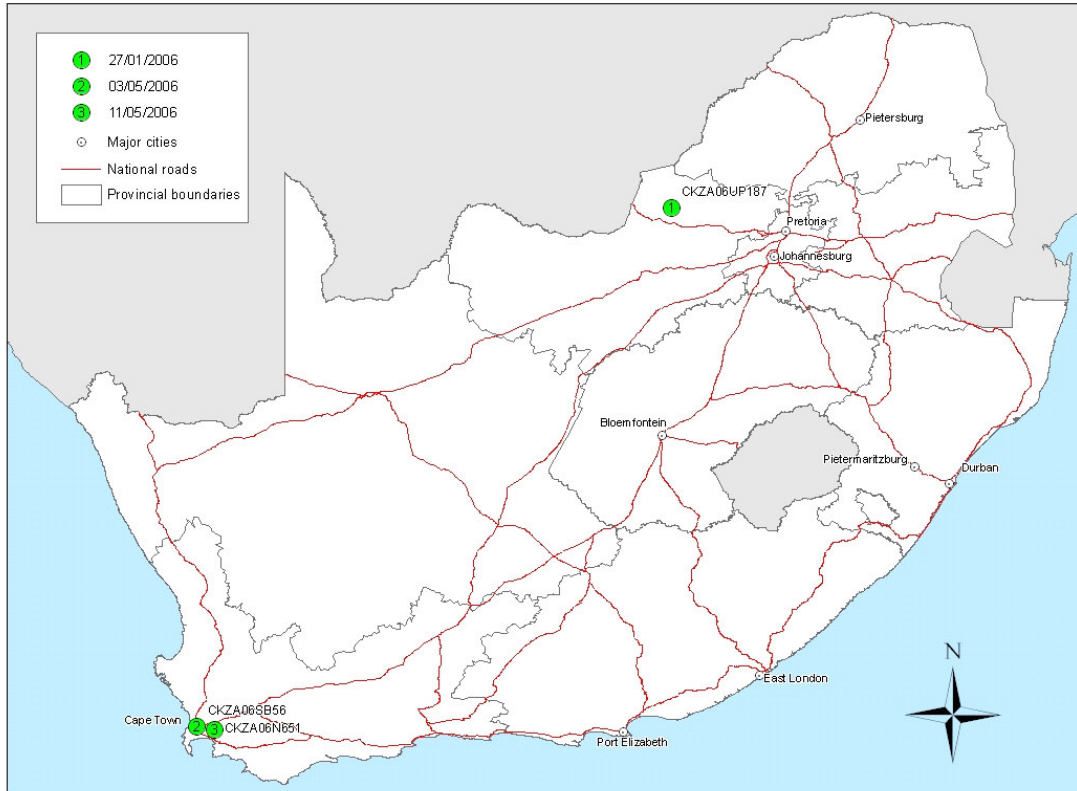 1 27/01/2006
2 03/05/2006
3 11/05/2006
Major cities
National roads
Provincial boundaries
Pietersburg
CKZA06UP187
1
Pretoria
Johannesburg
Bloemfontein
Pietermaritzburg
Durban
N
East London
CKZA06SB56
Cape Town
2
3
CKZA06N651
Port Elizabeth